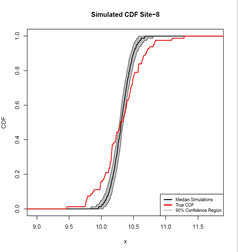 Simulated CDF Site-8
CDF
1.0
0.8
0.6
0.4
0.2
0.0
9.0 9.5 10.0 10.5 11.0 11.5
x
Median Simulations
True CDF
90% Confidence Region